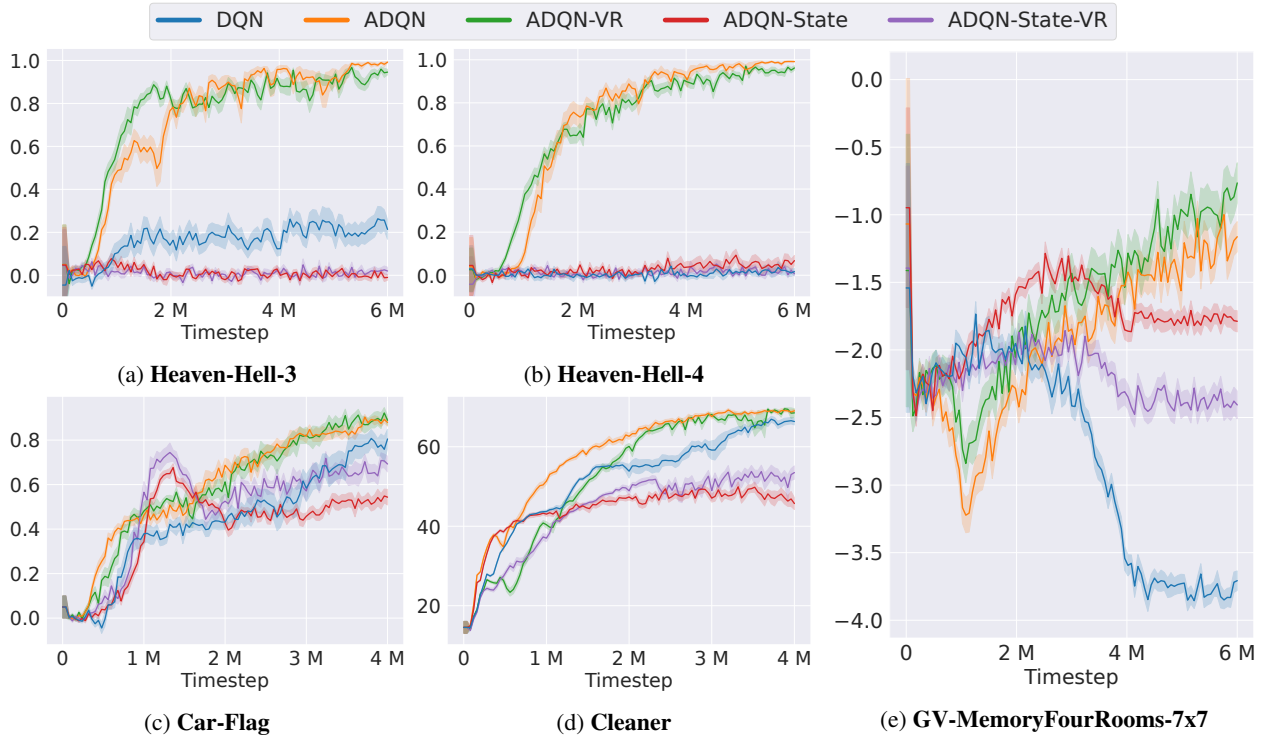 DQN ADQN ADQN-VR ADQN-State ADQN-State-VR
1.0
0.8
0.6
0.4
0.2
0.0
0 2 M 4 M 6 M
Timestep
(a) Heaven-Hell-3
1.0
0.8
0.6
0.4
0.2
0.0
0 2 M 4 M 6 M
Timestep
(b) Heaven-Hell-4
0.8
0.6
0.4
0.2
0.0
0 1 M 2 M 3 M 4 M
Timestep
(c) Car-Flag
60
40
20
0 1 M 2 M 3 M 4 M
Timestep
(d) Cleaner
0.0
−0.5
−1.0
−1.5
−2.0
−2.5
−3.0
−3.5
−4.0
0 2 M 4 M 6 M
Timestep
(e) GV-MemoryFourRooms-7x7